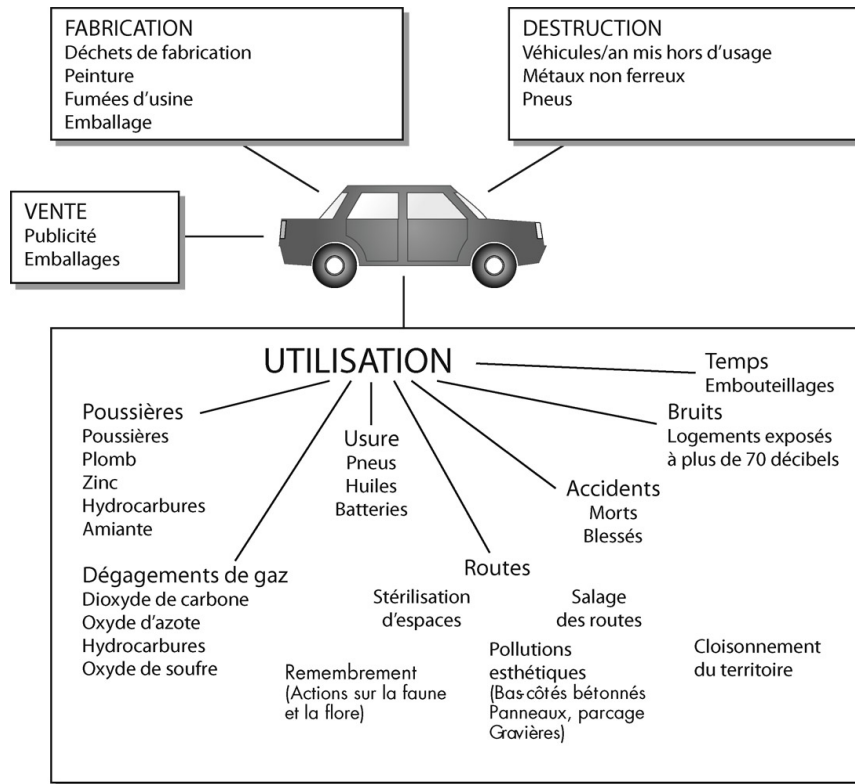 FABRICATION
Déchets de fabrication
Peinture
Fumées d'usine
Emballage
DESTRUCTION
Véhicules/an mis hors d'usage
Métaux non ferreux
Pneus
VENTE
Publicité
Emballages
UTILISATION
Temps
Embouteillages
Bruits
Logements exposés
à plus de 70 décibels
Poussières
Poussières
Plomb
Zinc
Hydrocarbures
Amiante
Usure
Pneus
Huiles
Batteries
Accidents
Morts
Blessés
Dégagements de gaz
Dioxyde de carbone
Oxyde d'azote
Hydrocarbures
Oxyde de soufre
Routes
Stérilisation
d'espaces
Salage
des routes
Remembrement
(Actions sur la faune
et la flore)
Pollutions
esthétiques
(Bas-côtés bétonnés
Panneaux, parcage
Gravières)
Cloisonnement
du territoire